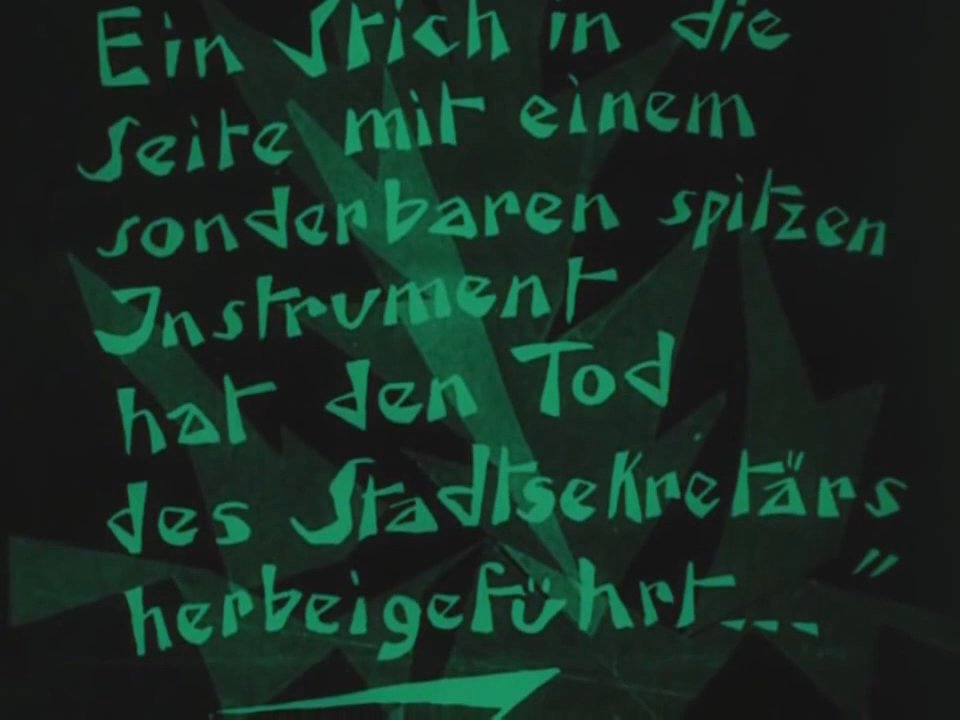 Ein Stich in die
Seite mit einem
sonderbaren spitzen
Instrument
hat den Tod
des Stadtsekretärs
herbeigeführt..."